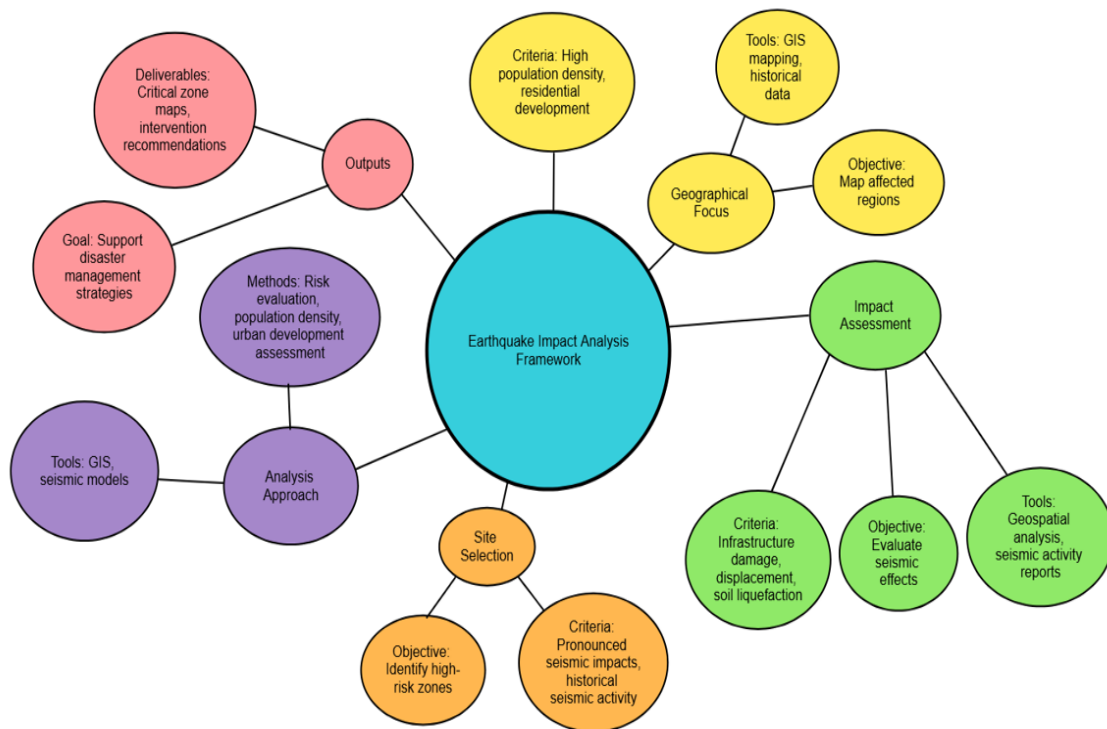 Deliverables:
Critical zone
maps,
intervention
recommendations
Outputs
Goal: Support
disaster
management
strategies
Criteria: High
population density,
residential
development
Tools: GIS
mapping,
historical
data
Geographical
Focus
Objective:
Map affected
regions
Methods: Risk
evaluation,
population density,
urban development
assessment
Earthquake Impact Analysis
Framework
Impact
Assessment
Tools: GIS,
seismic models
Analysis
Approach
Site
Selection
Objective:
Identify high-
risk zones
Criteria:
Pronounced
seismic impacts,
historical
seismic activity
Criteria:
Infrastructure
damage,
displacement,
soil liquefaction
Objective:
Evaluate
seismic
effects
Tools:
Geospatial
analysis,
seismic activity
reports